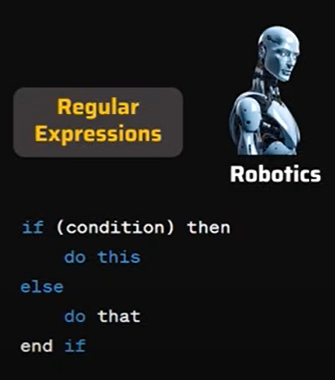 Regular
Expressions
Robotics
if (condition) then
    do this
else
    do that
end if